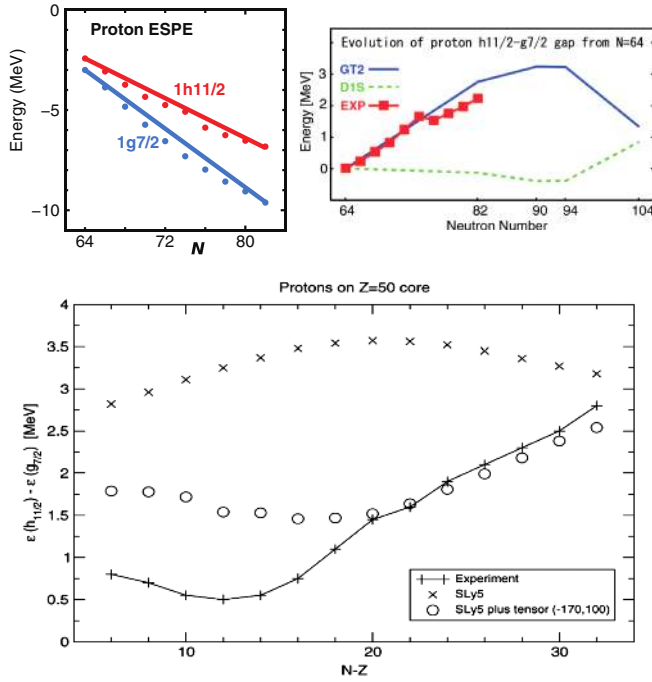 Proton ESPE
0
−5
−10
Energy (MeV)
1h11/2
1g7/2
64
72
80
N
Evolution of proton h11/2-g7/2 gap from N=64
GT2
D1S
EXP
3
2
1
0
Energy [MeV]
64
82
90
94
104
Neutron Number
Protons on Z=50 core
4
3.5
3
2.5
2
1.5
1
0.5
0
ε (h11/2) - ε (g7/2) [MeV]
Experiment
SLy5
SLy5 plus tensor (-170,100)
10
20
30
N-Z